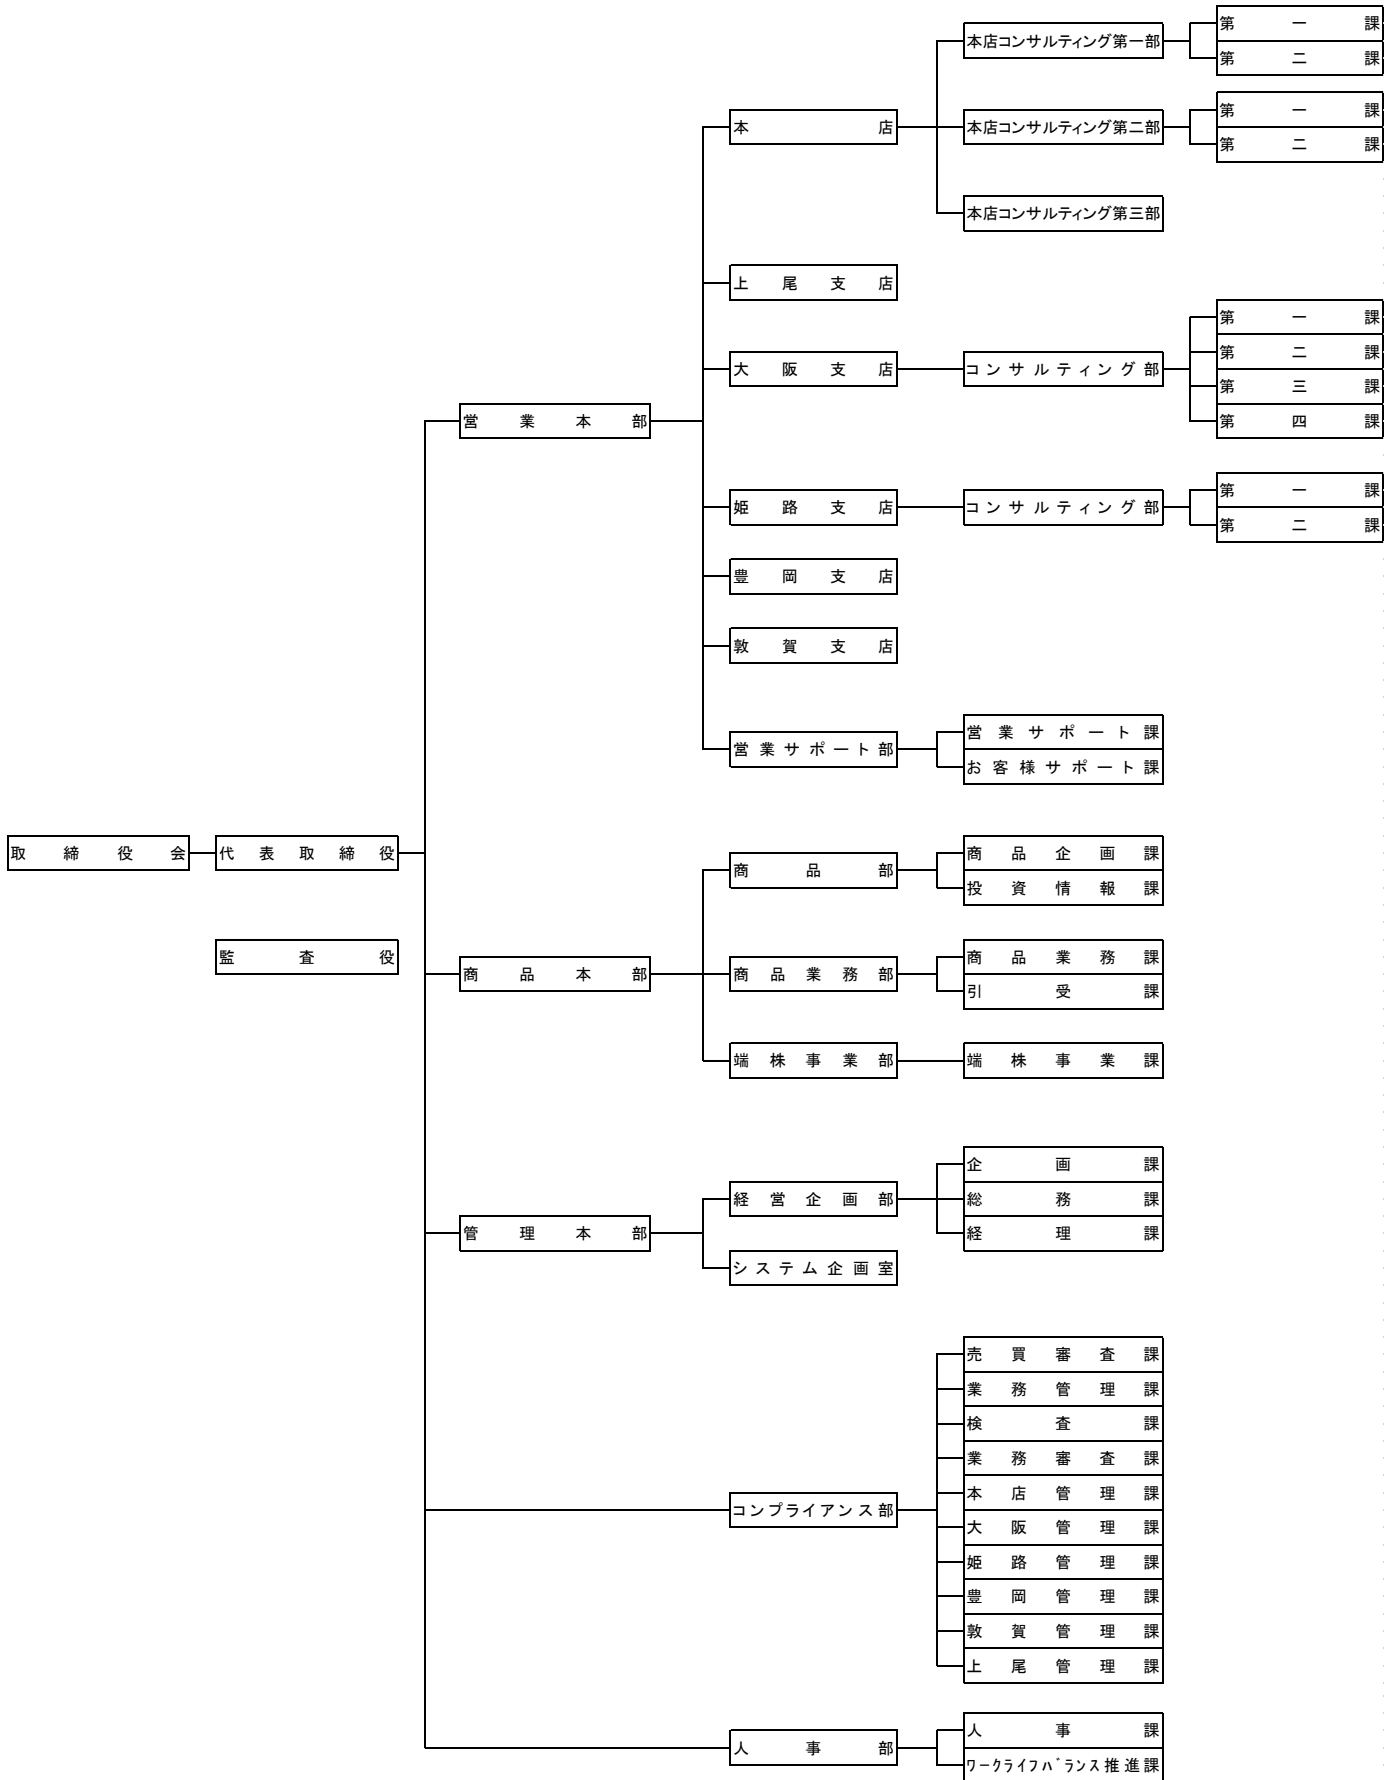 第一課
本店コンサルティング第一部
第二課
第一課
本店
本店コンサルティング第二部
第二課
本店コンサルティング第三部
上尾支店
第一課
第二課
大阪支店
コンサルティング部
第三課
第四課
営業本部
第一課
姫路支店
コンサルティング部
第二課
豊岡支店
敦賀支店
営業サポート課
営業サポート部
お客様サポート課
取締役会
代表取締役
商品企画課
商品部
投資情報課
監査役
商品本部
商品業務課
商品業務部
引受課
端株事業部
端株事業課
企画課
経営企画部
総務課
管理本部
経理課
システム企画室
売買審査課
業務管理課
検査課
業務審査課
本店管理課
コンプライアンス部
大阪管理課
姫路管理課
豊岡管理課
敦賀管理課
上尾管理課
人事課
人事部
ワークライフバランス推進課